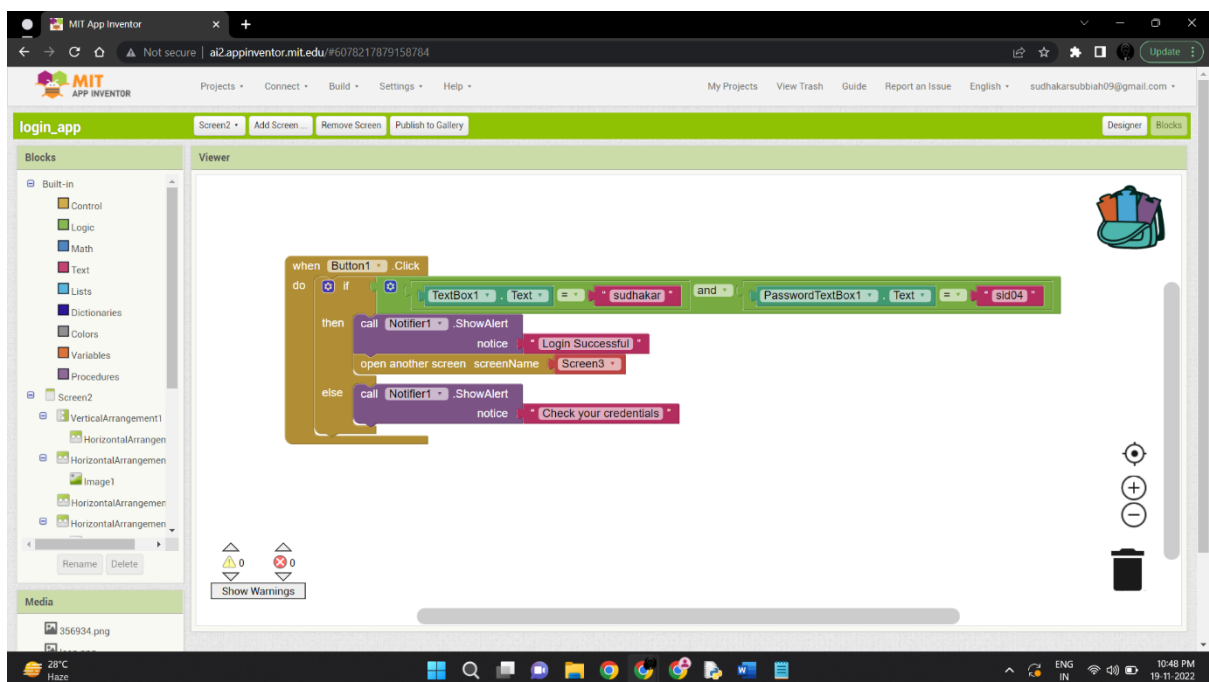 MIT App Inventor
Not secure | ai2.appinventor.mit.edu/#6078217879158784
Update
MIT
APP INVENTOR
Projects Connect Build Settings Help My Projects View Trash Guide Report an Issue English sudhakarsubbiah09@gmail.com
login_app Screen2 Add Screen ... Remove Screen Publish to Gallery Designer Blocks
Blocks Viewer
Built-in
Control
Logic
Math
Text
Lists
Dictionaries
Colors
Variables
Procedures
Screen2
VerticalArrangement1
HorizontalArrangen
HorizontalArrangemen
Image1
HorizontalArrangemen
HorizontalArrangemen
Rename Delete
Media
356934.png
when Button1 .Click
do if TextBox1 . Text = " sudhakar " and PasswordTextBox1 . Text = " sid04 "
then call Notifier1 .ShowAlert
notice " Login Successful "
open another screen screenName Screen3
else call Notifier1 .ShowAlert
notice " Check your credentials "
0 0
Show Warnings
28°C
Haze
ENG
IN
10:48 PM
19-11-2022